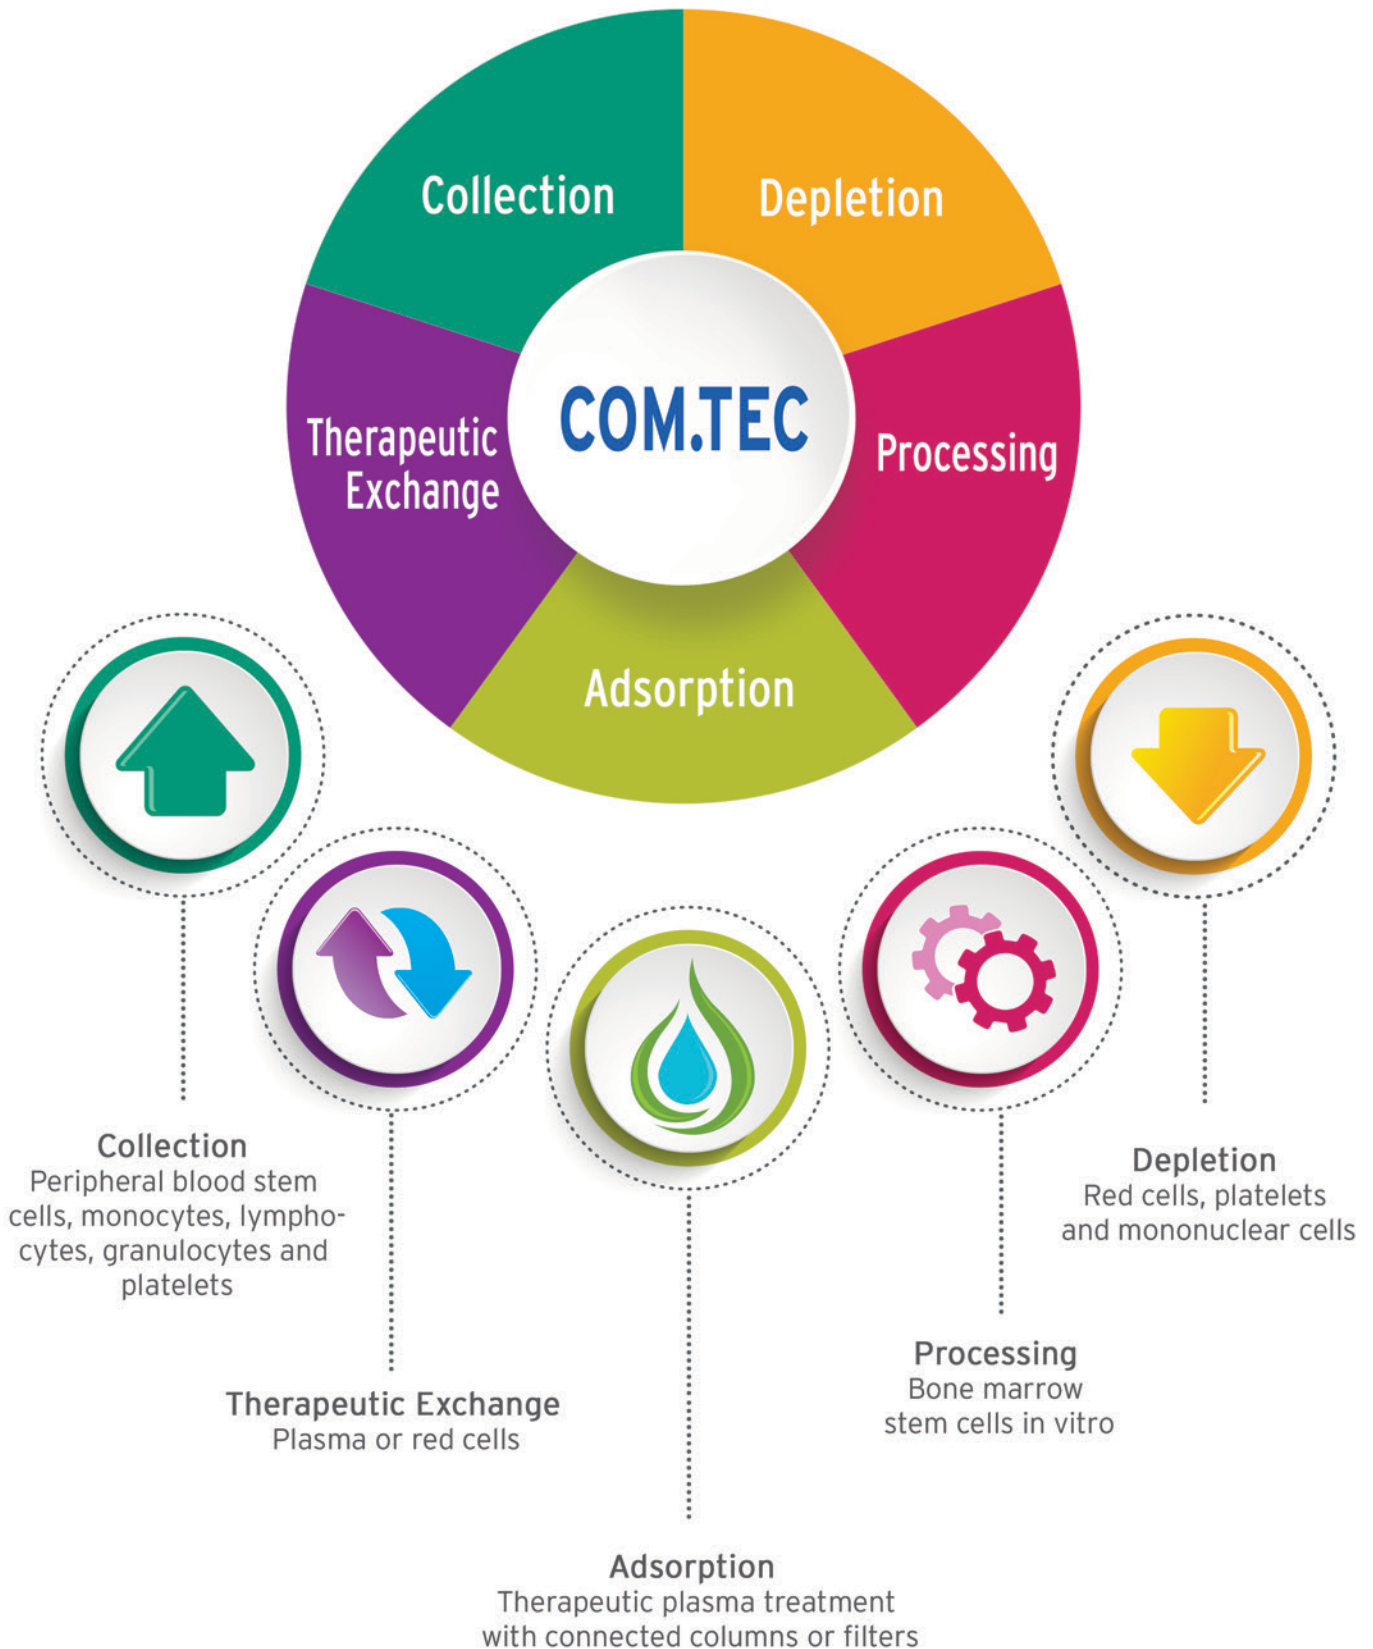 Collection
Depletion
COM.TEC
Therapeutic
Exchange
Processing
Adsorption
Collection
Peripheral blood stem
cells, monocytes, lympho-
cytes, granulocytes and
platelets
Depletion
Red cells, platelets
and mononuclear cells
Therapeutic Exchange
Plasma or red cells
Processing
Bone marrow
stem cells in vitro
Adsorption
Therapeutic plasma treatment
with connected columns or filters